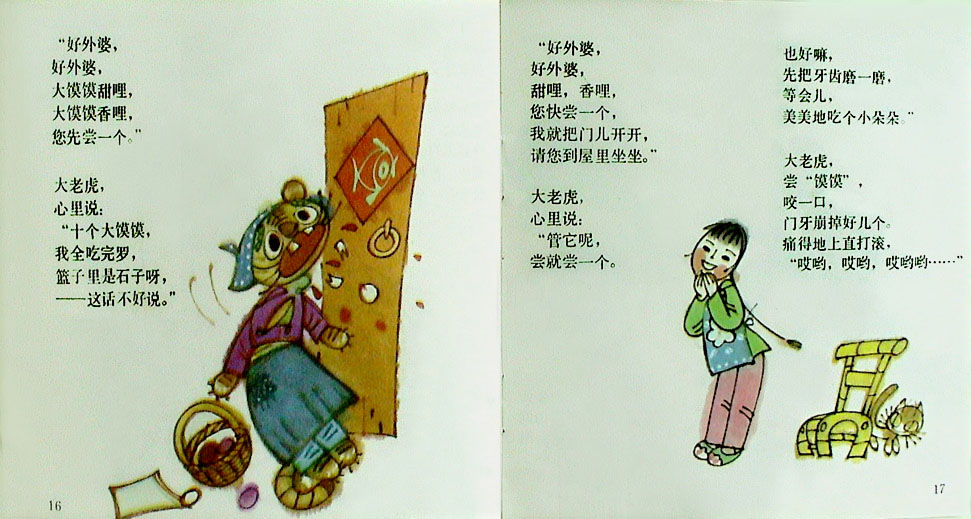 “好外婆，
好外婆，
大馍馍甜哩，
大馍馍香哩，
您先尝一个。”
大老虎，
心里说：
“十个大馍馍，
我全吃完罗，
篮子里是石子呀，
——这话不好说。”
16
“好外婆，
好外婆，
甜哩，香哩，
您快尝一个，
我就把门儿开开，
请您到屋里坐坐。”
大老虎，
心里说：
“管它呢，
尝就尝一个。
也好嘛，
先把牙齿磨一磨，
等会儿，
美美地吃个小朵朵。”
大老虎，
尝“馍馍”，
咬一口，
门牙崩掉好几个。
痛得地上直打滚，
“哎哟，哎哟，哎哟哟……”
17